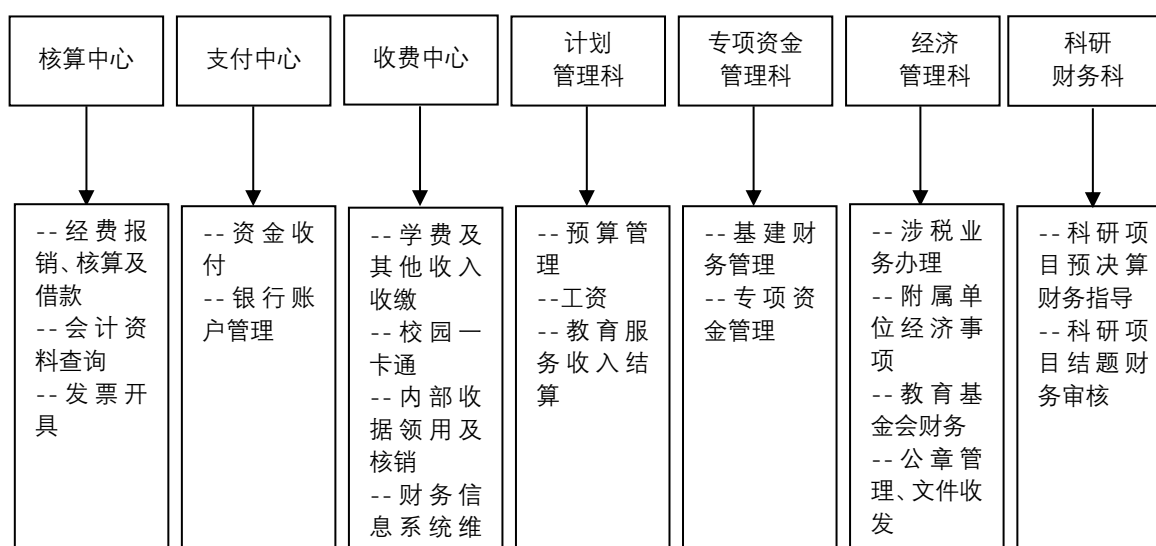 核算中心
支付中心
收费中心
计划
管理科
专项资金
管理科
经济
管理科
科研
财务科
--经费报
销、核算及
借款
--会计资
料查询
--发票开
具
--资金收
付
--银行账
户管理
--学费及
其他收入
收缴
--校园一
卡通
--内部收
据领用及
核销
--财务信
息系统维
--预算管
理
--工资
--教育服
务收入结
算
--基建财
务管理
--专项资
金管理
--涉税业
务办理
--附属单
位经济事
项
--教育基
金会财务
--公章管
理、文件收
发
--科研项
目预决算
财务指导
--科研项
目结题财
务审核